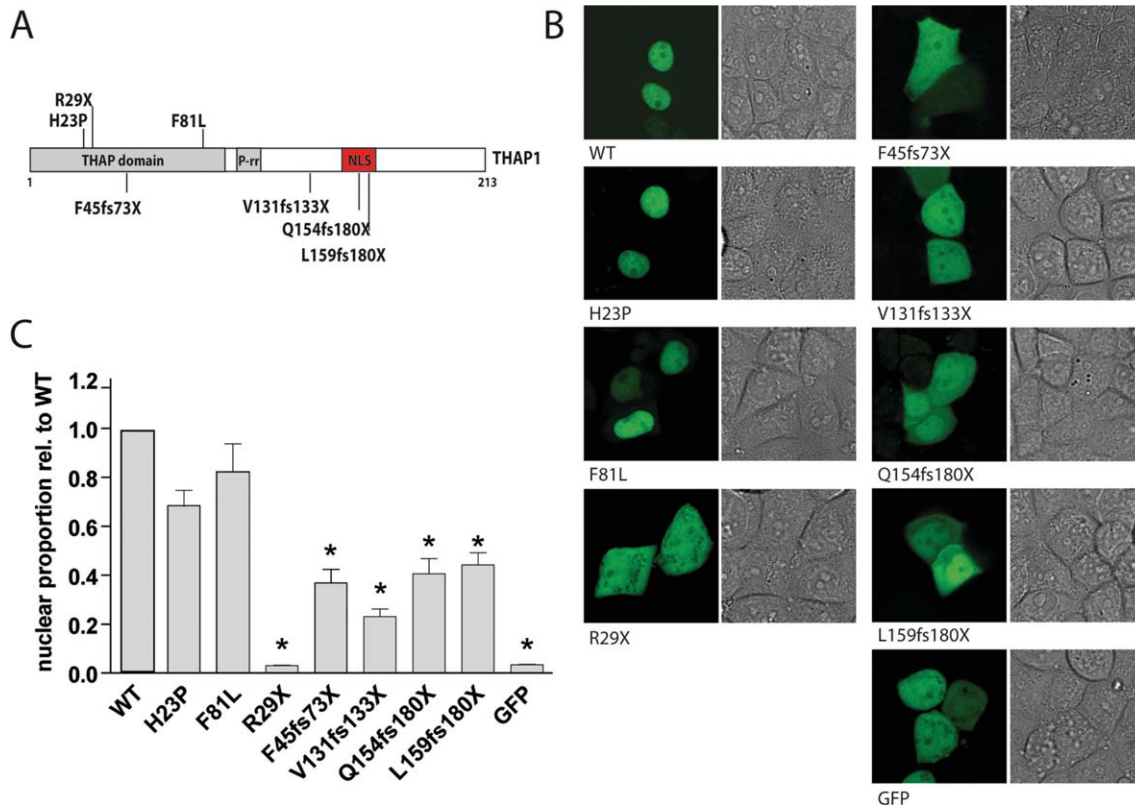 A
R29X
H23P
F81L
THAP domain
P-rr
NLS
THAP1
1
213
F45fs73X
V131fs133X
Q154fs180X
L159fs180X
B
WT
F45fs73X
H23P
V131fs133X
F81L
Q154fs180X
R29X
L159fs180X
GFP
C
nuclear proportion rel. to WT
1.2
1.0
0.8
0.6
0.4
0.2
0.0
* * * * * *
WT
H23P
F81L
R29X
F45fs73X
V131fs133X
Q154fs180X
L159fs180X
GFP